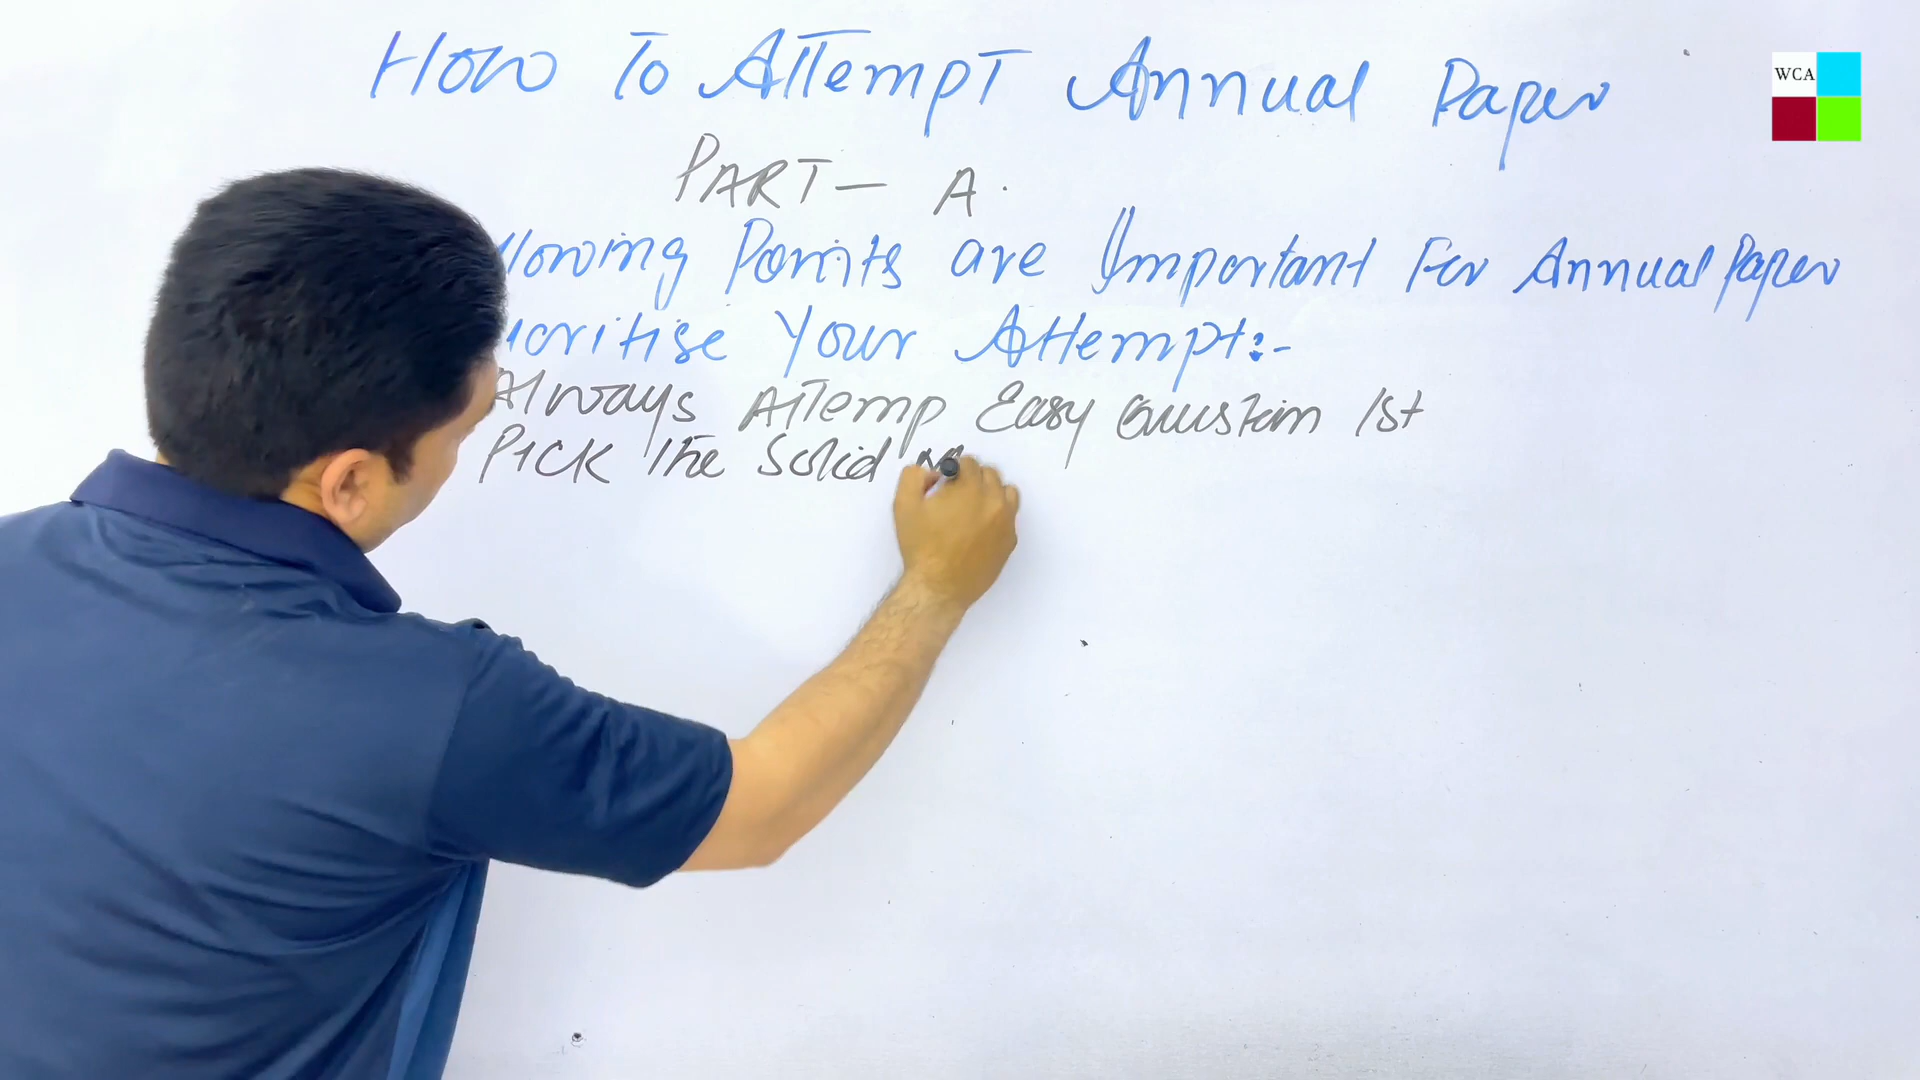 How To Attempt Annual Paper
WCA
PART - A.
llowing Points are Important For Annual Paper
ioritise Your Attempt:-
Always Attemp Easy Question 1st
Pick the Solid